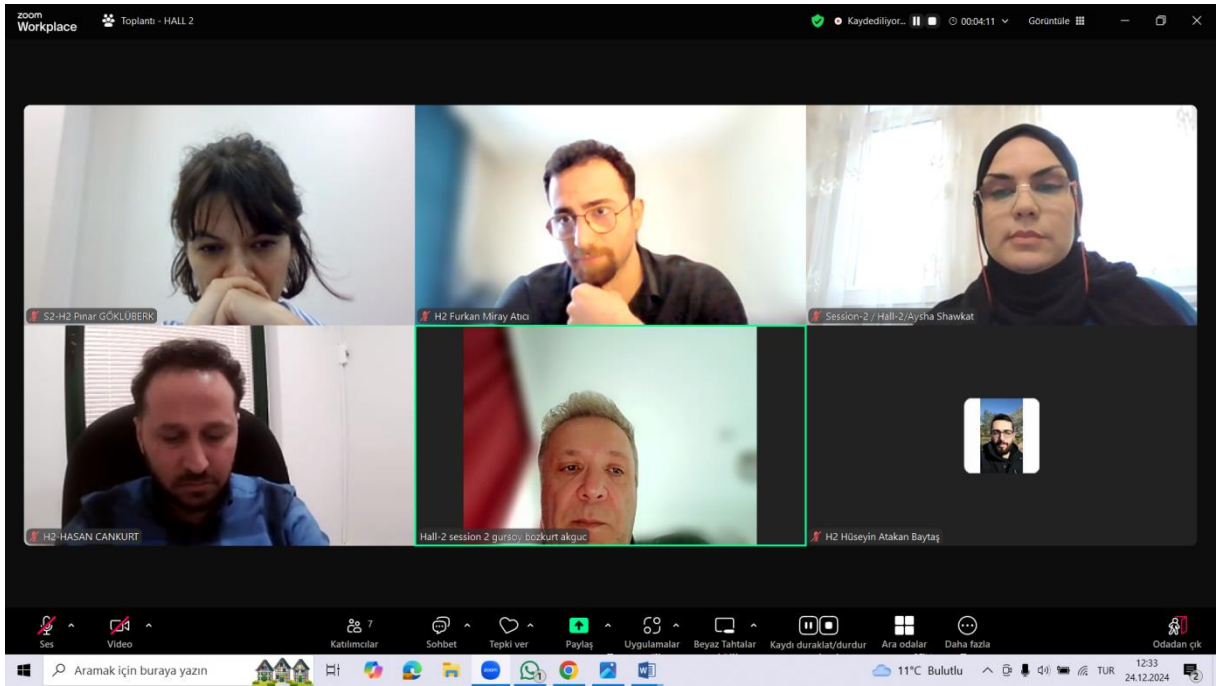 zoom
Workplace
Toplantı - HALL 2
Kaydediliyor...
00:04:11
Görüntüle
S2-H2 Pınar GÖKLÜBERK
H2 Furkan Miray Atıcı
Session-2 / Hall-2/Aysha Shawkat
H2-HASAN CANKURT
Hall-2 session 2 gursoy bozkurt akguc
H2 Hüseyin Atakan Baytaş
Ses
Video
7
Katılımcılar
Sohbet
Tepki ver
Paylaş
Uygulamalar
Beyaz Tahtalar
Kaydı duraklat/durdur
Ara odalar
Daha fazla
Odadan çık
Aramak için buraya yazın
11°C Bulutlu
TUR
12:33
24.12.2024
2